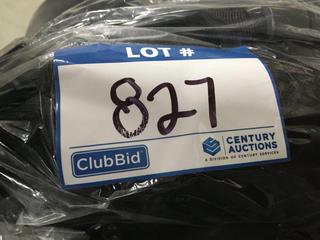 LOT #
827
ClubBid
CENTURY
AUCTIONS
A DIVISION OF CENTURY SERVICES